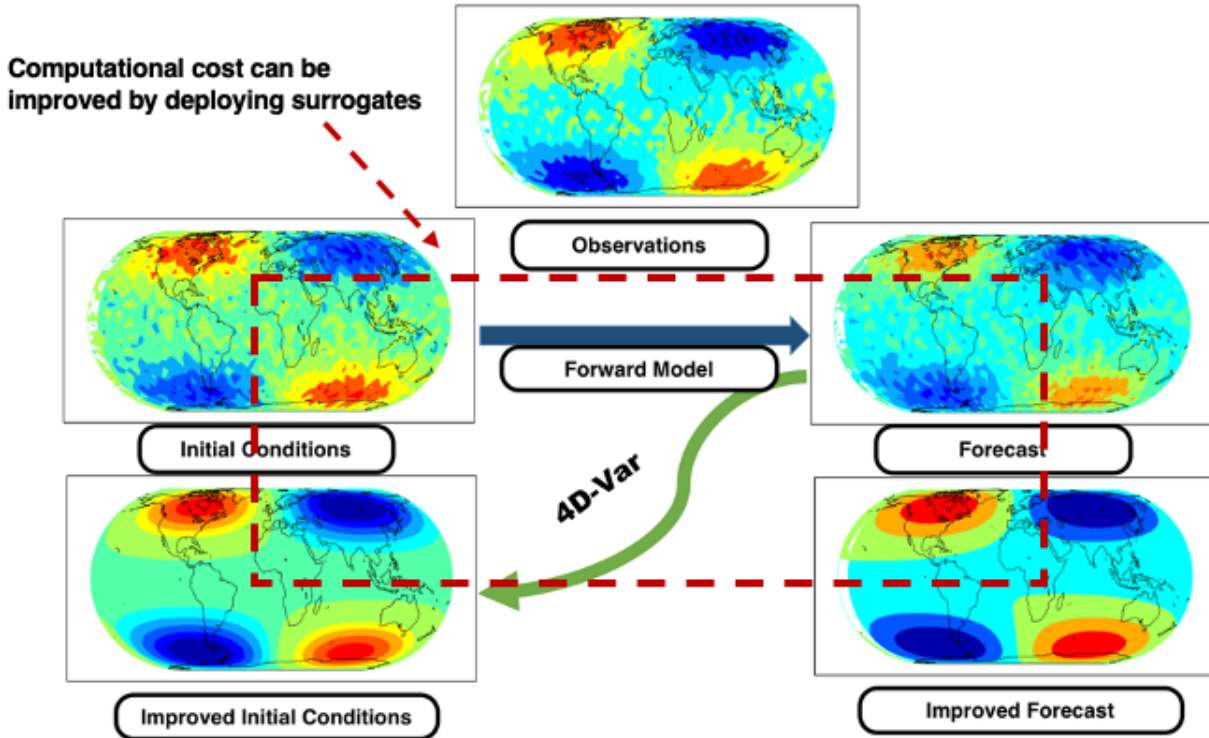 Computational cost can be
improved by deploying surrogates
Observations
Forward Model
Initial Conditions
Forecast
4D-Var
Improved Initial Conditions
Improved Forecast